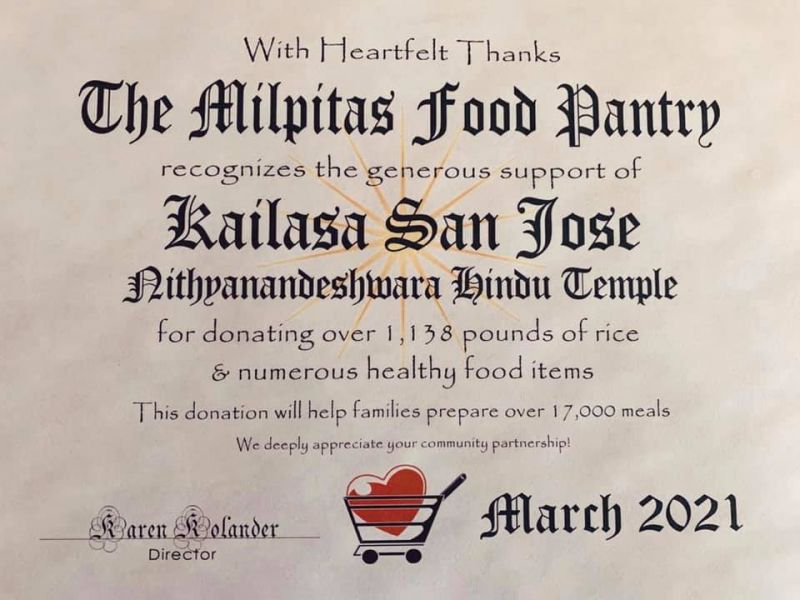 With Heartfelt Thanks
The Milpitas Food Pantry
recognizes the generous support of
Kailasa San Jose
Nithyanandeshwara Hindu Temple
for donating over 1,138 pounds of rice
& numerous healthy food items
This donation will help families prepare over 17,000 meals
We deeply appreciate your community partnership!
Karen Kolander
Director
March 2021